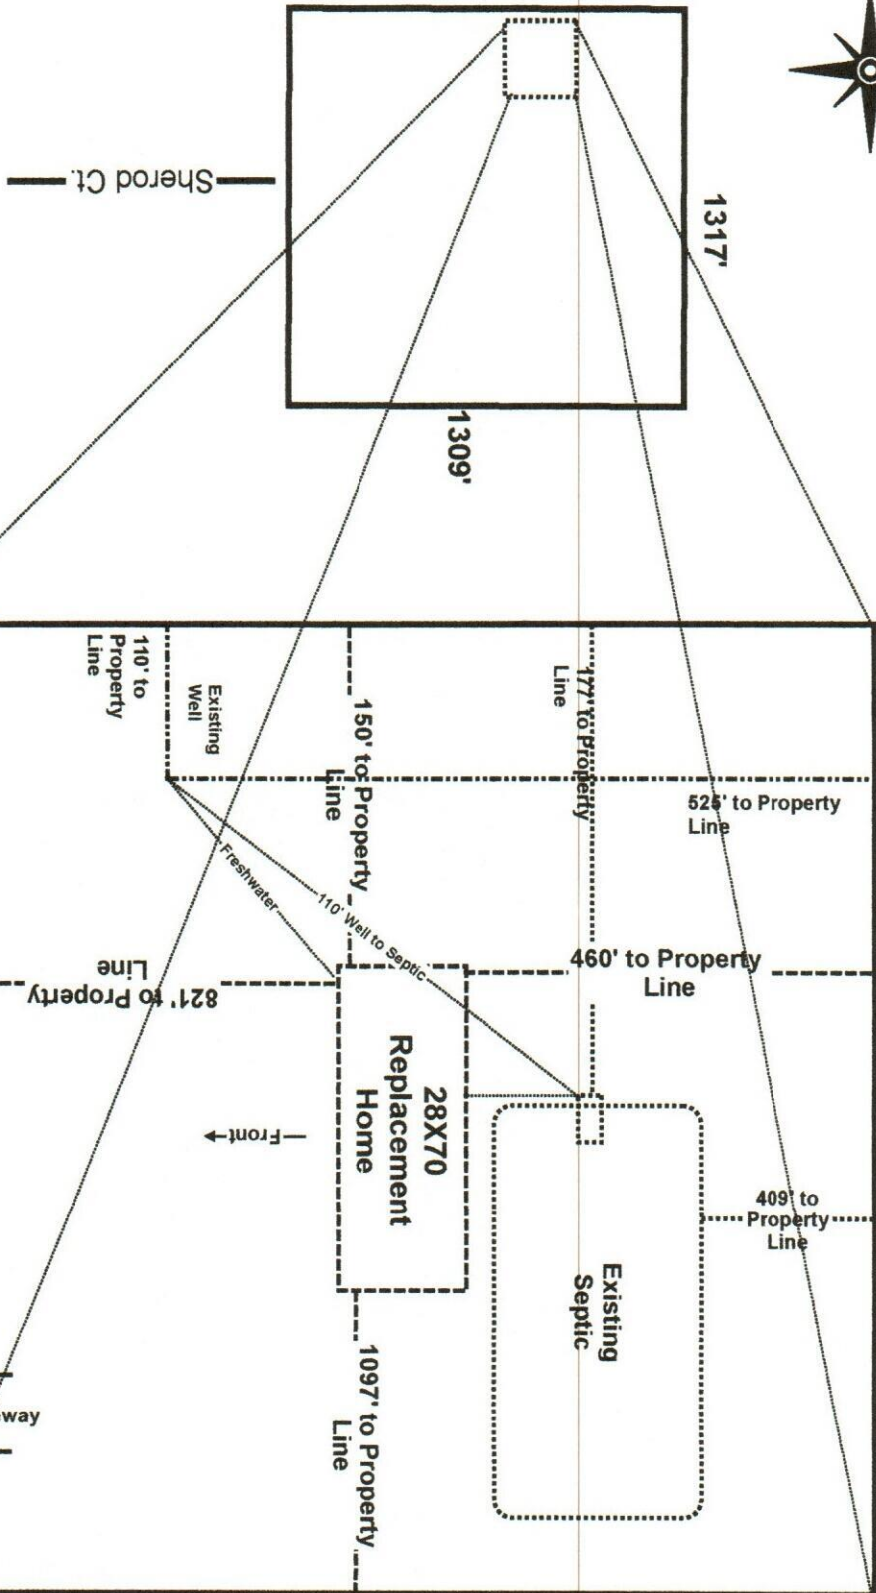 Sherod Ct.
1317'
1309'
110' to
Property
Line
Existing
Well
150' to Property
Line
177' to Property
Line
525' to Property
Line
Freshwater
110' Well to Septic
460' to Property
Line
821' to Property
Line
28X70
Replacement
Home
Front
409' to
Property
Line
Existing
Septic
1097' to Property
Line